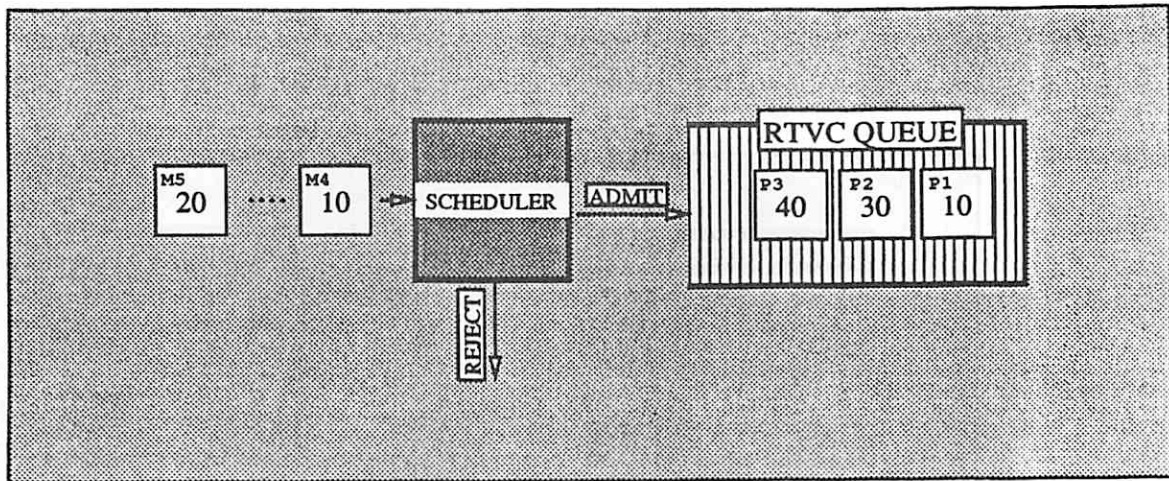 RTVC QUEUE
M5
20
M4
10
SCHEDULER
ADMIT
P3
40
P2
30
P1
10
REJECT